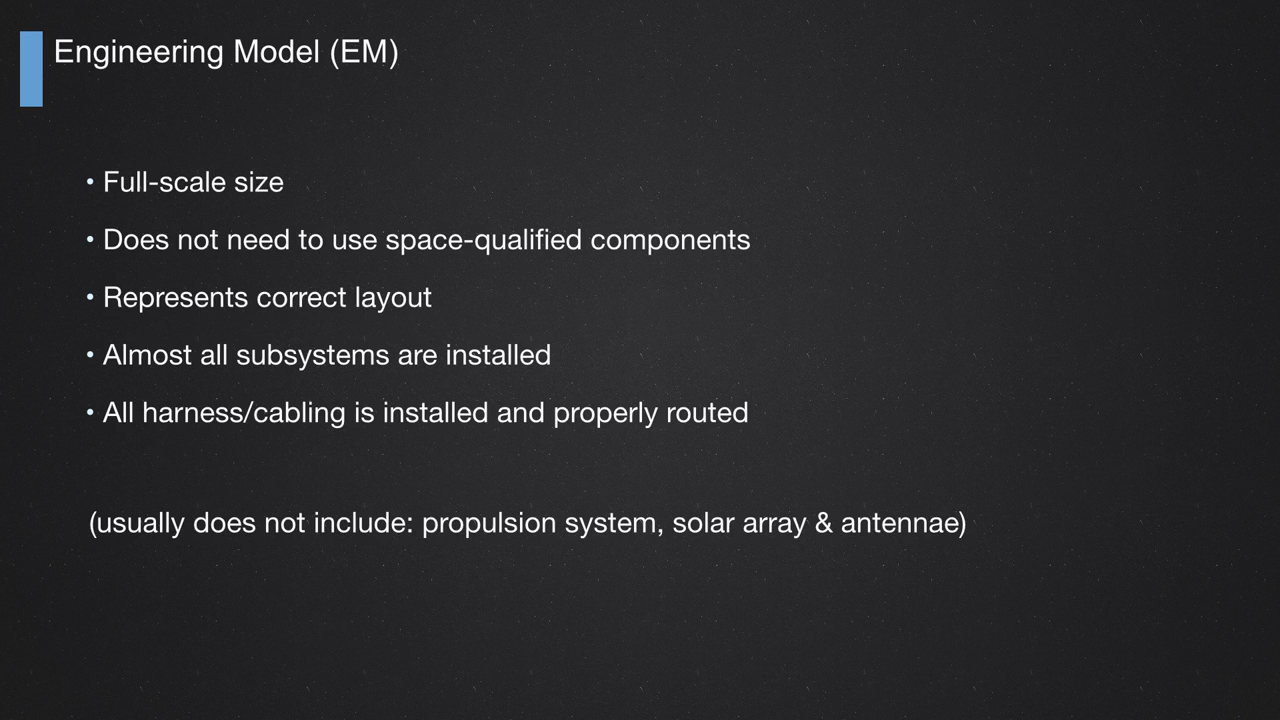 Engineering Model (EM)
• Full-scale size
• Does not need to use space-qualified components
• Represents correct layout
• Almost all subsystems are installed
• All harness/cabling is installed and properly routed
(usually does not include: propulsion system, solar array & antennae)